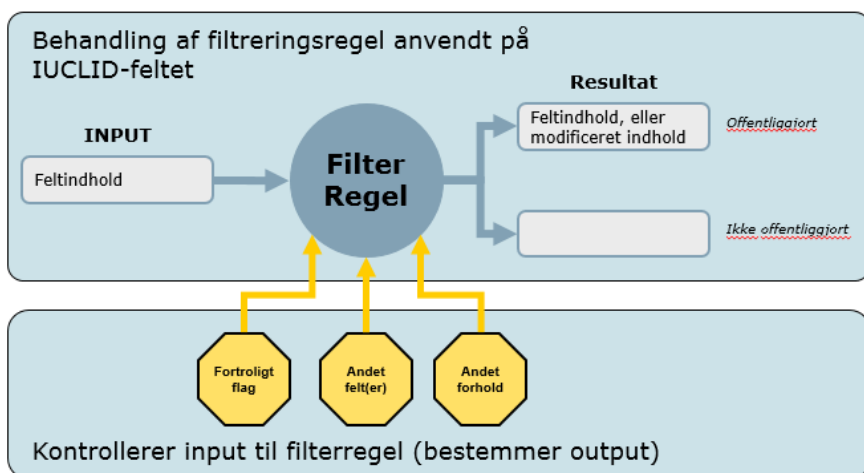 Behandling af filtreringsregel anvendt på
IUCLID-feltet
INPUT
Feltindhold
Filter
Regel
Resultat
Feltindhold, eller
modificeret indhold
Offentliggjort
Ikke offentliggjort
Fortroligt
flag
Andet
felt(er)
Andet
forhold
Kontrollerer input til filterregel (bestemmer output)